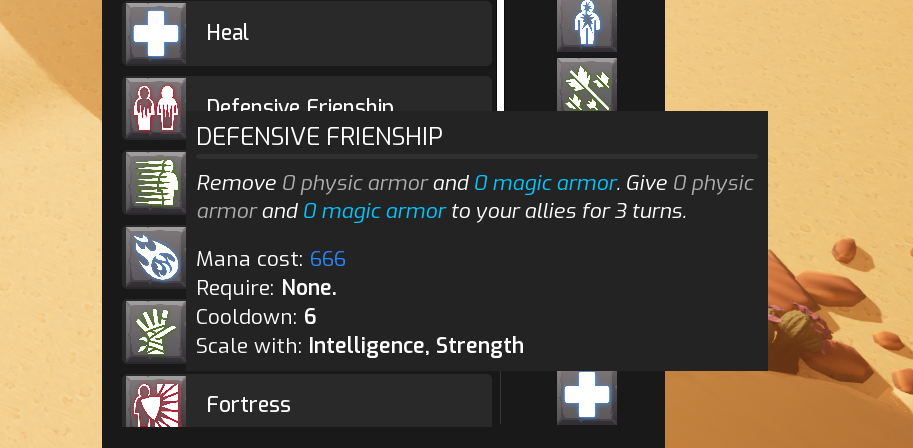 Heal
Defensive Frienship
DEFENSIVE FRIENSHIP
Remove 0 physic armor and 0 magic armor. Give 0 physic
armor and 0 magic armor to your allies for 3 turns.
Mana cost: 666
Require: None.
Cooldown: 6
Scale with: Intelligence, Strength
Fortress